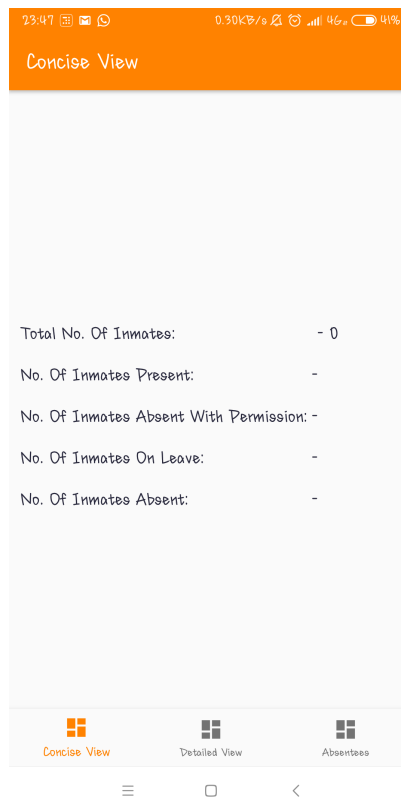 23:47 0.30KB/s 4G 41%
Concise View
Total No. Of Inmates: - 0
No. Of Inmates Present: -
No. Of Inmates Absent With Permission: -
No. Of Inmates On Leave: -
No. Of Inmates Absent: -
Concise View Detailed View Absentees